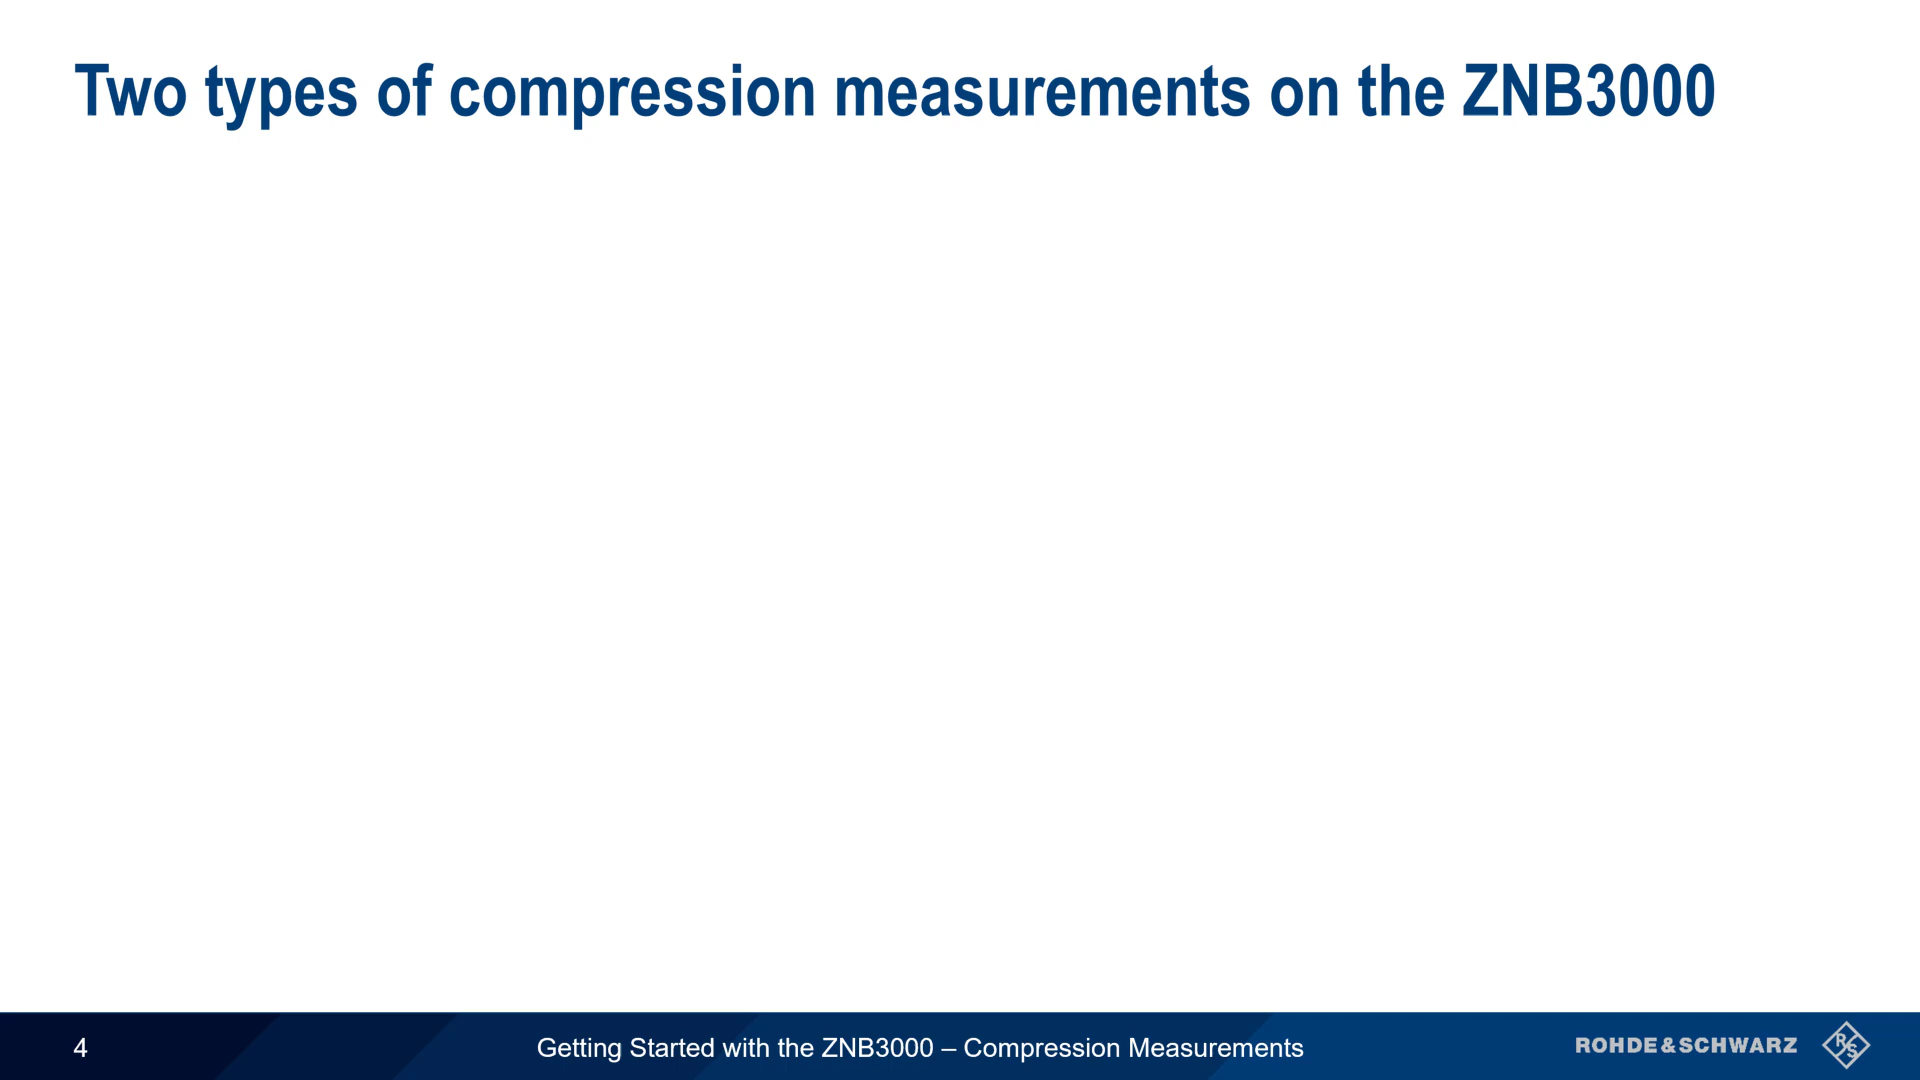 Two types of compression measurements on the ZNB3000
4
Getting Started with the ZNB3000 – Compression Measurements
ROHDE&SCHWARZ
R&S